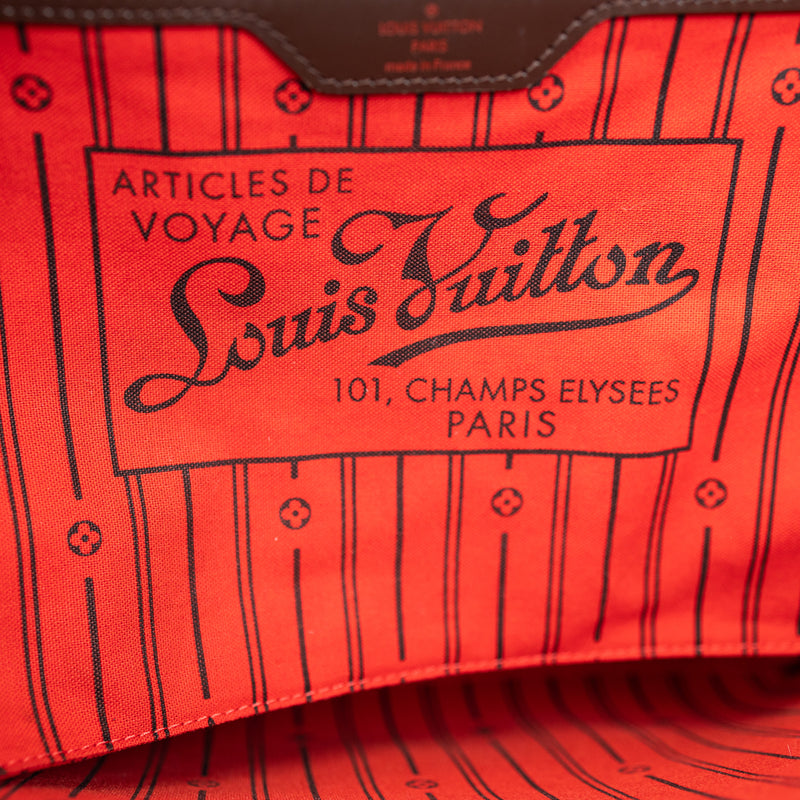 LOUIS VUITTON
PARIS
made in France
ARTICLES DE
VOYAGE
Louis Vuitton
101, CHAMPS ELYSEES
PARIS